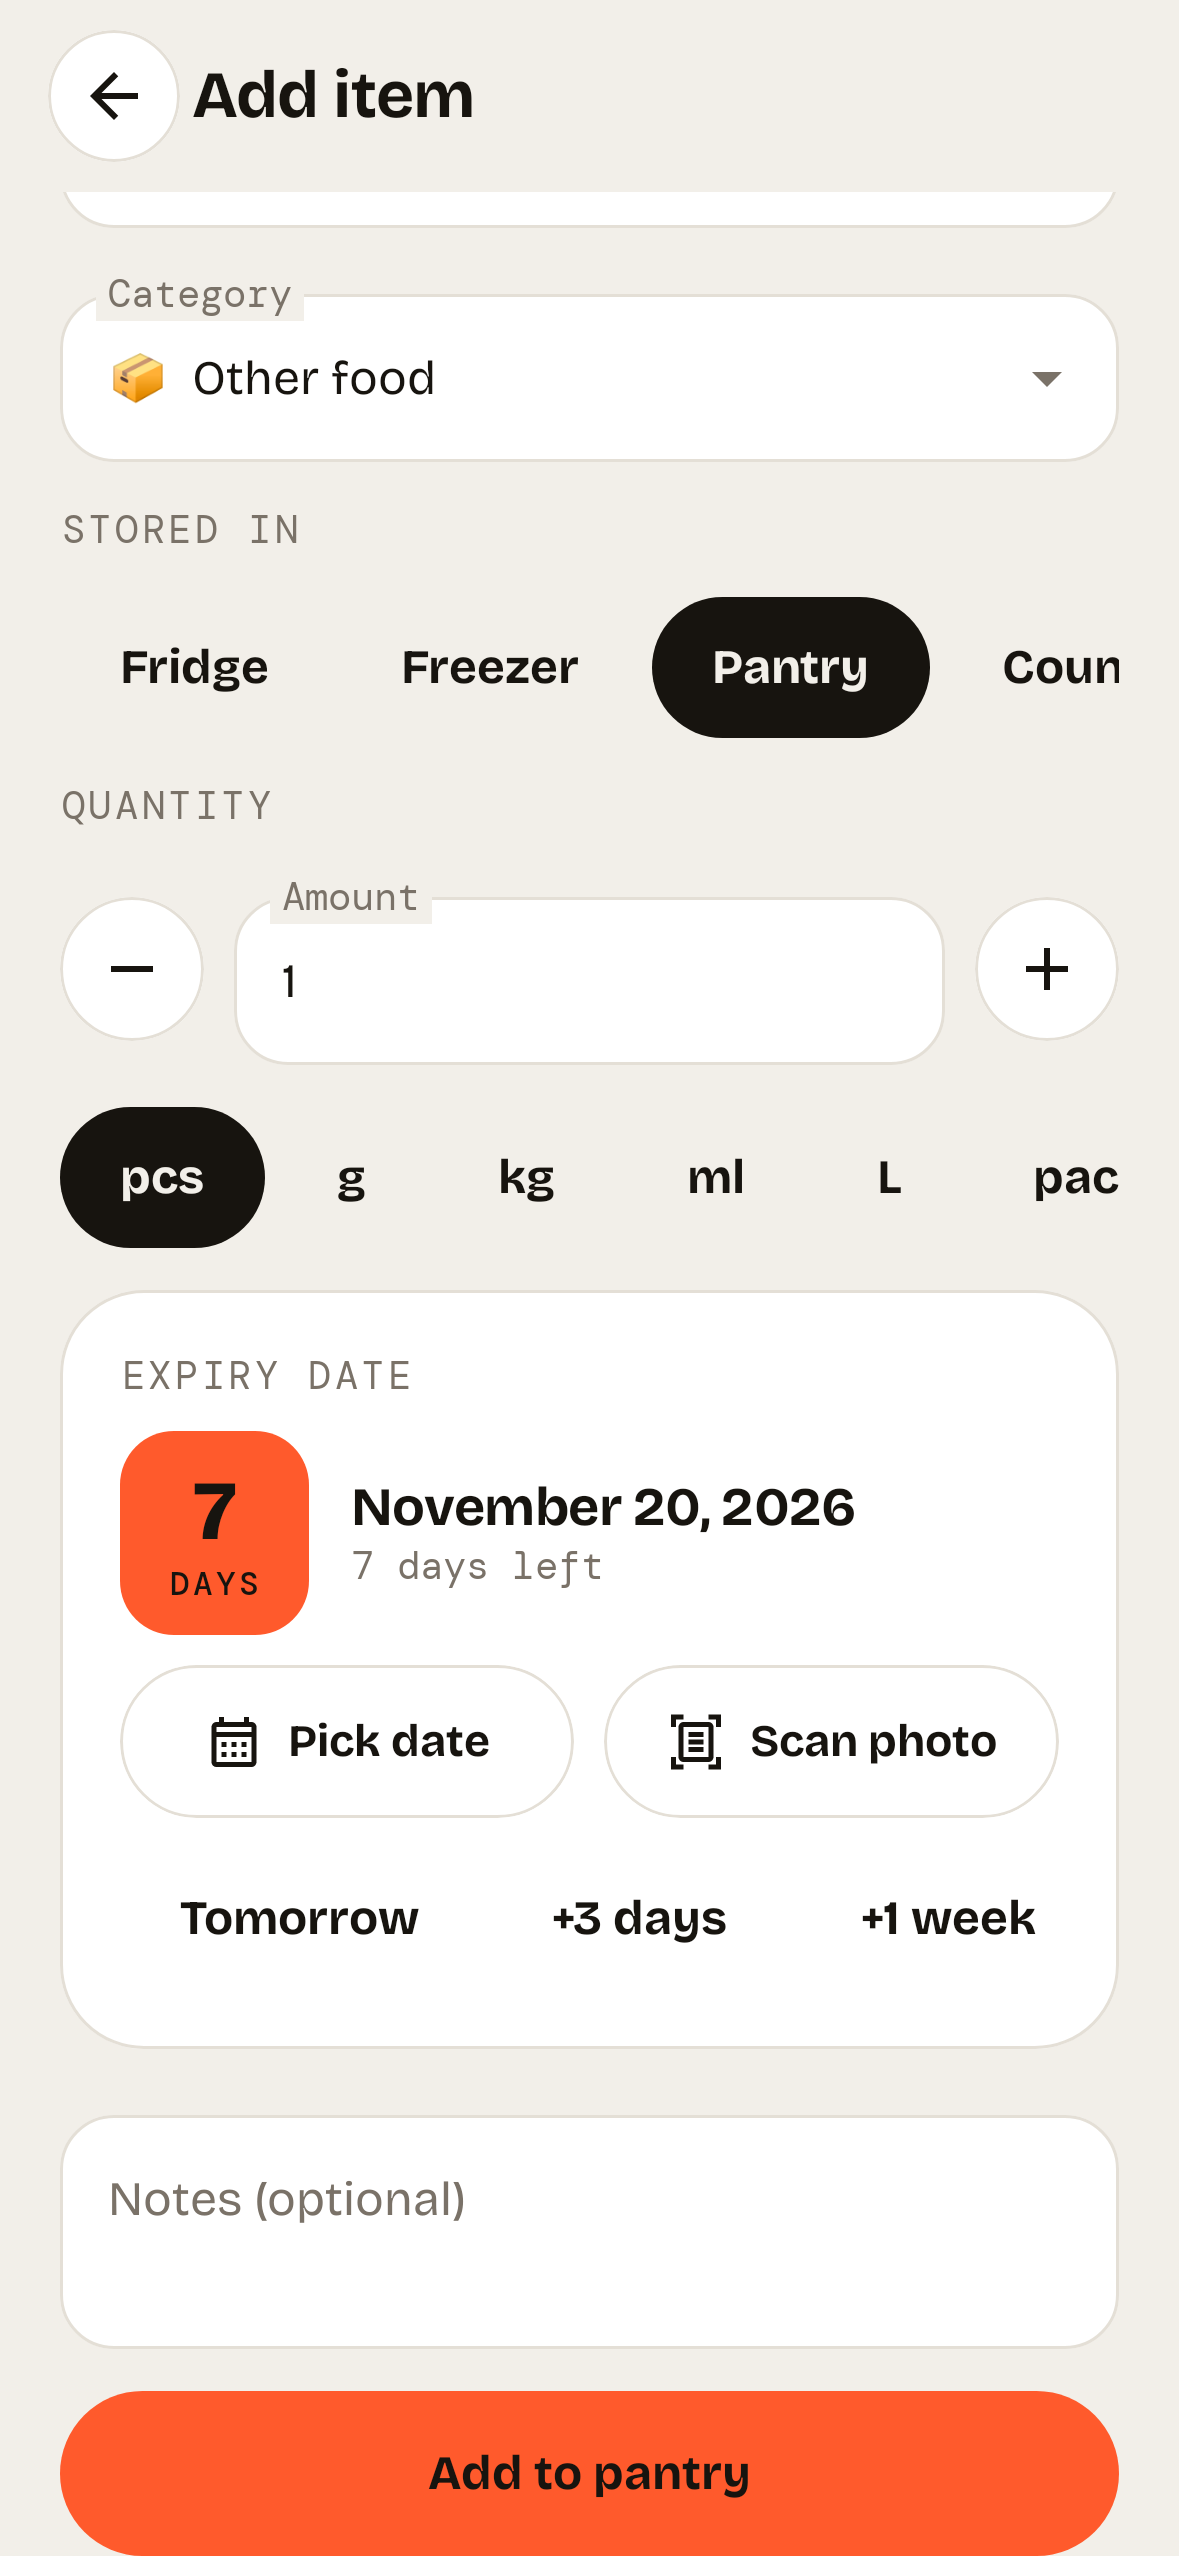 Add item
Category
Other food
STORED IN
Fridge Freezer Pantry Coun
QUANTITY
Amount
1
pcs g kg ml L pac
EXPIRY DATE
7
DAYS
November 20, 2026
7 days left
Pick date Scan photo
Tomorrow +3 days +1 week
Notes (optional)
Add to pantry